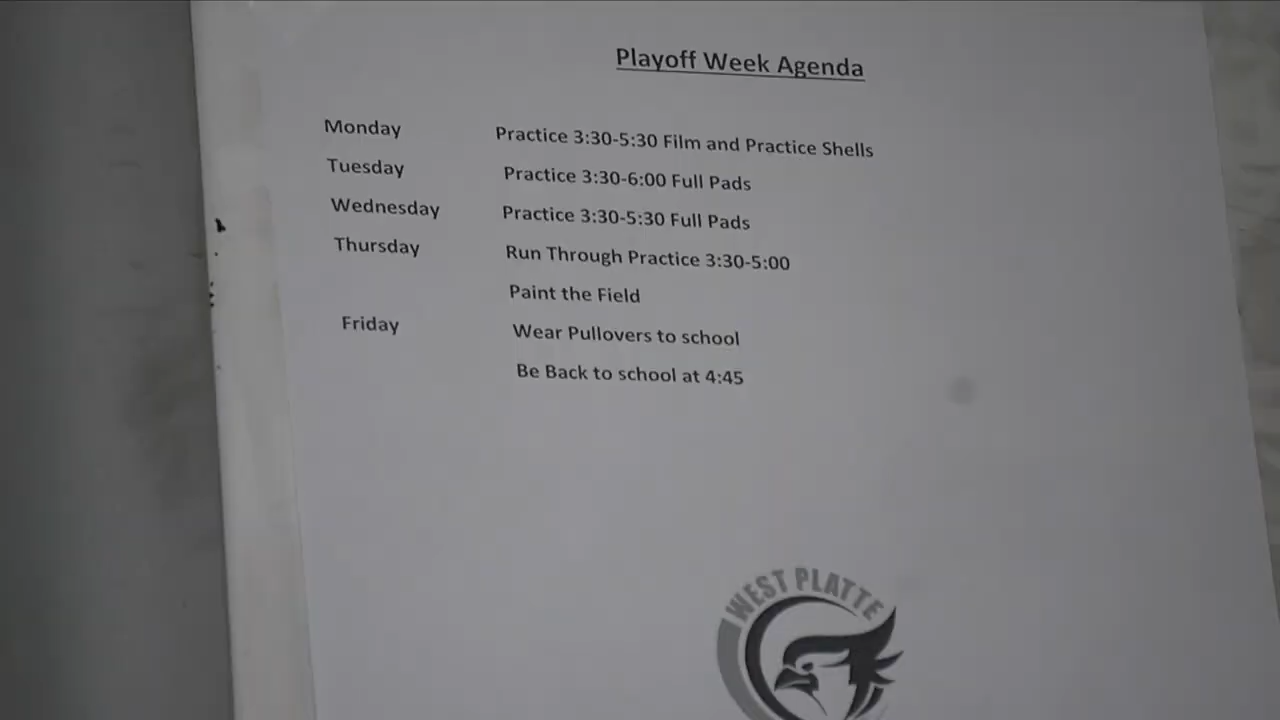 Playoff Week Agenda
Monday Practice 3:30-5:30 Film and Practice Shells
Tuesday Practice 3:30-6:00 Full Pads
Wednesday Practice 3:30-5:30 Full Pads
Thursday Run Through Practice 3:30-5:00
Paint the Field
Friday Wear Pullovers to school
Be Back to school at 4:45
WEST PLATTE